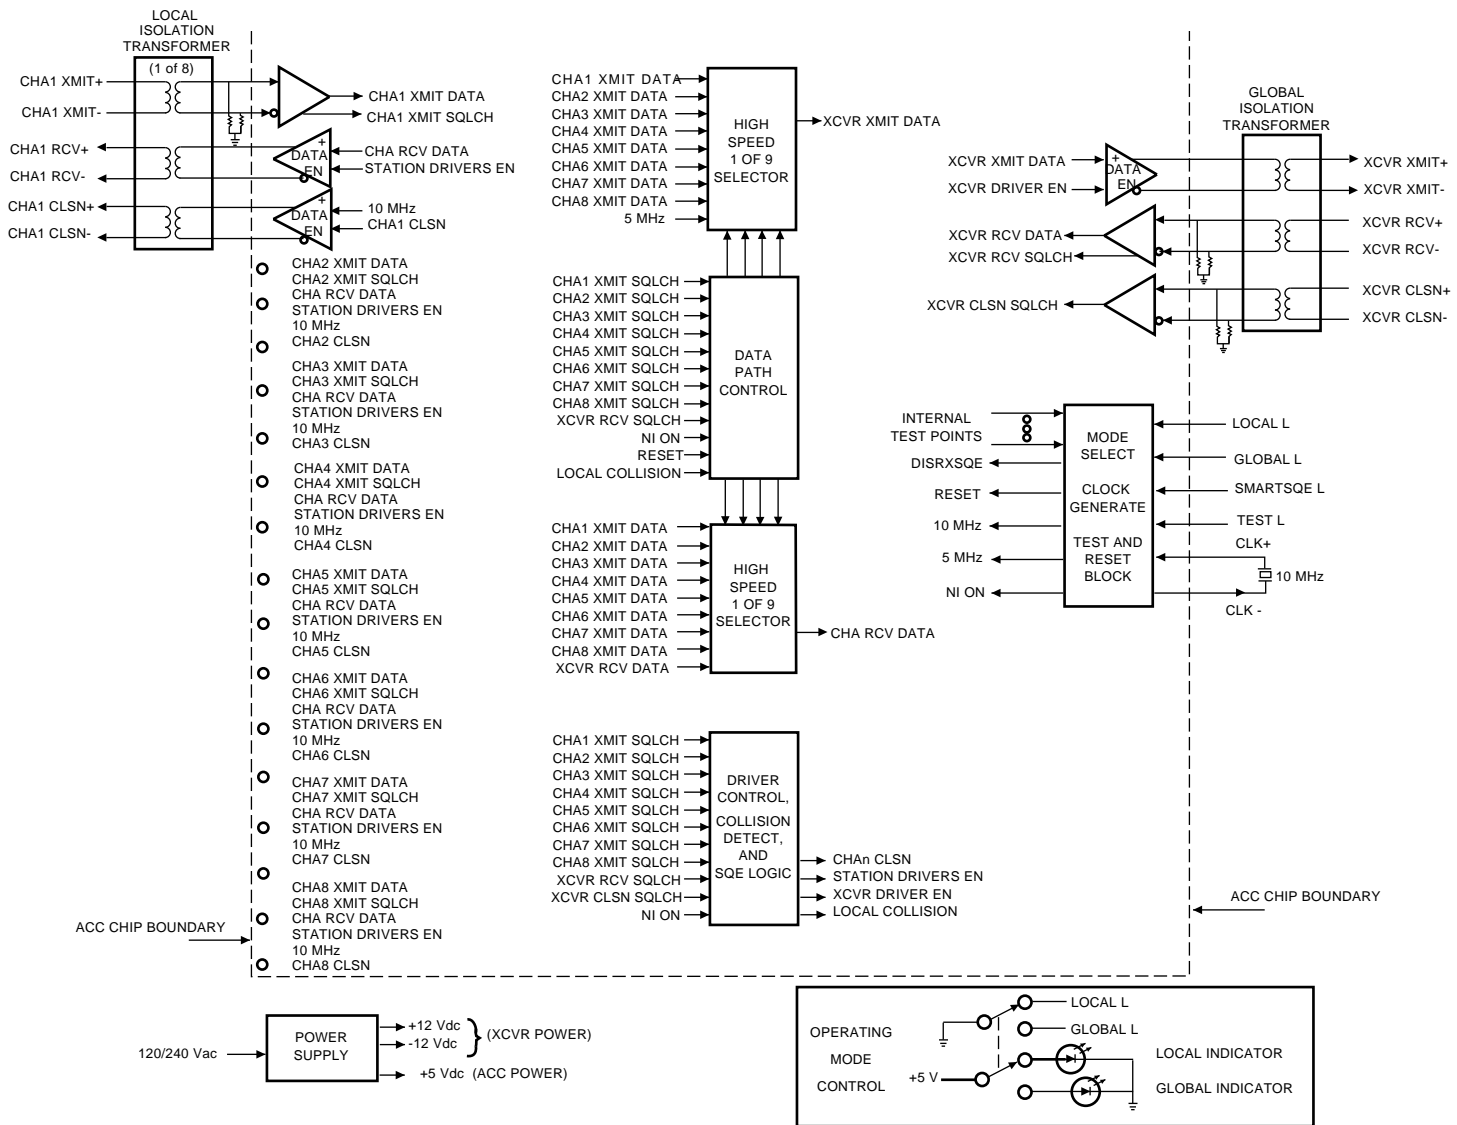 LOCAL
ISOLATION
TRANSFORMER
(1 of 8)
CHA1 XMIT+
CHA1 XMIT-
CHA1 RCV+
CHA1 RCV-
CHA1 CLSN+
CHA1 CLSN-
CHA1 XMIT DATA
CHA1 XMIT SQLCH
+
DATA
EN
CHA RCV DATA
STATION DRIVERS EN
+
DATA
EN
10 MHz
CHA1 CLSN
CHA2 XMIT DATA
CHA2 XMIT SQLCH
CHA RCV DATA
STATION DRIVERS EN
10 MHz
CHA2 CLSN
CHA3 XMIT DATA
CHA3 XMIT SQLCH
CHA RCV DATA
STATION DRIVERS EN
10 MHz
CHA3 CLSN
CHA4 XMIT DATA
CHA4 XMIT SQLCH
CHA RCV DATA
STATION DRIVERS EN
10 MHz
CHA4 CLSN
CHA5 XMIT DATA
CHA5 XMIT SQLCH
CHA RCV DATA
STATION DRIVERS EN
10 MHz
CHA5 CLSN
CHA6 XMIT DATA
CHA6 XMIT SQLCH
CHA RCV DATA
STATION DRIVERS EN
10 MHz
CHA6 CLSN
CHA7 XMIT DATA
CHA7 XMIT SQLCH
CHA RCV DATA
STATION DRIVERS EN
10 MHz
CHA7 CLSN
CHA8 XMIT DATA
CHA8 XMIT SQLCH
CHA RCV DATA
STATION DRIVERS EN
10 MHz
CHA8 CLSN
ACC CHIP BOUNDARY
CHA1 XMIT DATA
CHA2 XMIT DATA
CHA3 XMIT DATA
CHA4 XMIT DATA
CHA5 XMIT DATA
CHA6 XMIT DATA
CHA7 XMIT DATA
CHA8 XMIT DATA
5 MHz
HIGH
SPEED
1 OF 9
SELECTOR
XCVR XMIT DATA
CHA1 XMIT SQLCH
CHA2 XMIT SQLCH
CHA3 XMIT SQLCH
CHA4 XMIT SQLCH
CHA5 XMIT SQLCH
CHA6 XMIT SQLCH
CHA7 XMIT SQLCH
CHA8 XMIT SQLCH
XCVR RCV SQLCH
NI ON
RESET
LOCAL COLLISION
DATA
PATH
CONTROL
CHA1 XMIT DATA
CHA2 XMIT DATA
CHA3 XMIT DATA
CHA4 XMIT DATA
CHA5 XMIT DATA
CHA6 XMIT DATA
CHA7 XMIT DATA
CHA8 XMIT DATA
XCVR RCV DATA
HIGH
SPEED
1 OF 9
SELECTOR
CHA RCV DATA
CHA1 XMIT SQLCH
CHA2 XMIT SQLCH
CHA3 XMIT SQLCH
CHA4 XMIT SQLCH
CHA5 XMIT SQLCH
CHA6 XMIT SQLCH
CHA7 XMIT SQLCH
CHA8 XMIT SQLCH
XCVR RCV SQLCH
XCVR CLSN SQLCH
NI ON
DRIVER
CONTROL,
COLLISION
DETECT,
AND
SQE LOGIC
CHAn CLSN
STATION DRIVERS EN
XCVR DRIVER EN
LOCAL COLLISION
GLOBAL
ISOLATION
TRANSFORMER
XCVR XMIT DATA
XCVR DRIVER EN
+
DATA
EN
XCVR RCV DATA
XCVR RCV SQLCH
XCVR CLSN SQLCH
XCVR XMIT+
XCVR XMIT-
XCVR RCV+
XCVR RCV-
XCVR CLSN+
XCVR CLSN-
INTERNAL
TEST POINTS
DISRXSQE
RESET
10 MHz
5 MHz
NI ON
MODE
SELECT
CLOCK
GENERATE
TEST AND
RESET
BLOCK
LOCAL L
GLOBAL L
SMARTSQE L
TEST L
CLK+
10 MHz
CLK -
ACC CHIP BOUNDARY
120/240 Vac
POWER
SUPPLY
+12 Vdc
-12 Vdc
(XCVR POWER)
+5 Vdc (ACC POWER)
OPERATING
MODE
CONTROL
+5 V
LOCAL L
GLOBAL L
LOCAL INDICATOR
GLOBAL INDICATOR